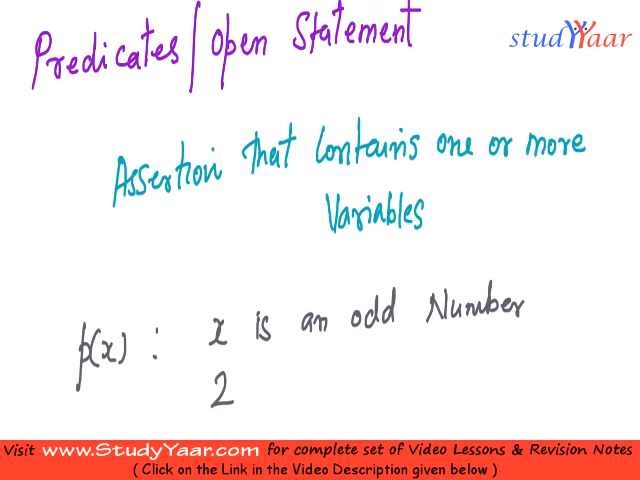 Predicates/Open Statement
studYYaar
Assertion that contains one or more
Variables
p(x) : x is an odd Number
2
Visit www.StudyYaar.com for complete set of Video Lessons & Revision Notes
( Click on the Link in the Video Description given below )